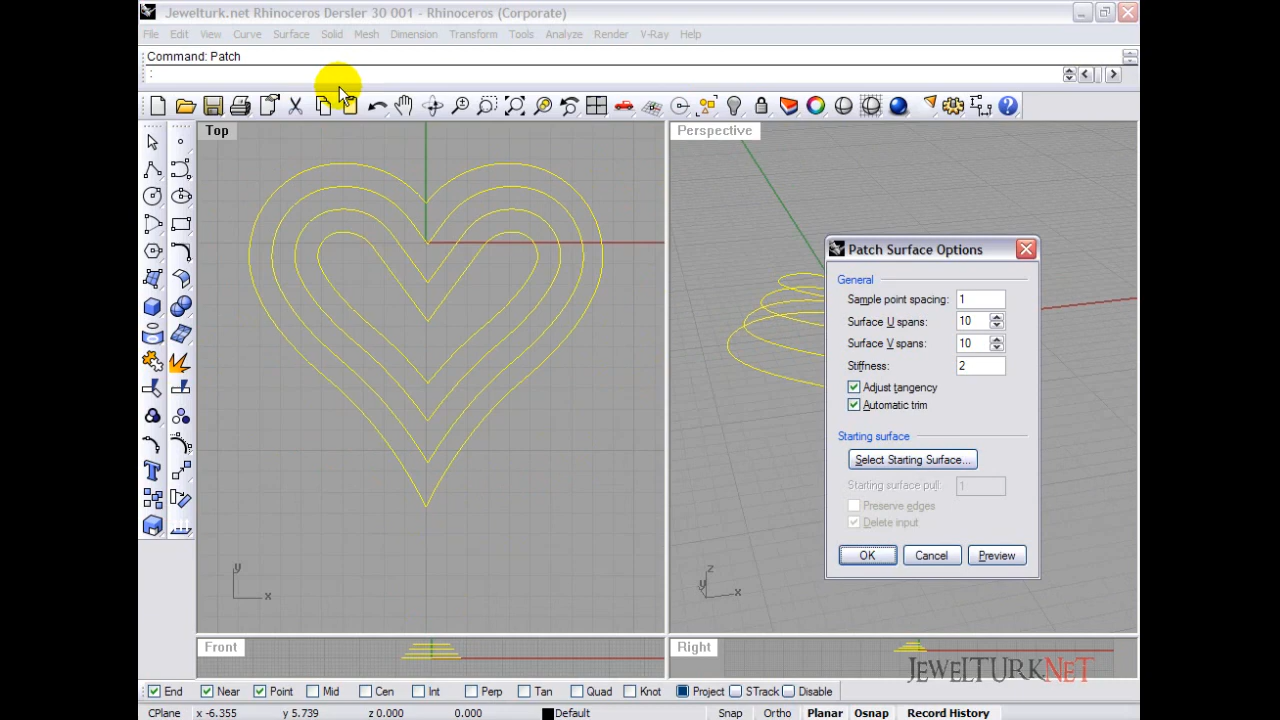 Jewelturk.net Rhinoceros Dersler 30 001 - Rhinoceros (Corporate)
File Edit View Curve Surface Solid Mesh Dimension Transform Tools Analyze Render V-Ray Help
Command: Patch
:
Top
Perspective
Patch Surface Options
General
Sample point spacing: 1
Surface U spans: 10
Surface V spans: 10
Stiffness: 2
Adjust tangency
Automatic trim
Starting surface
Select Starting Surface...
Starting surface pull: 1
Preserve edges
Delete input
OK Cancel Preview
y
x
z
y
x
Front
Right
JEWELTURKNET
End Near Point Mid Cen Int Perp Tan Quad Knot Project STrack Disable
CPlane x -6.355 y 5.739 z 0.000 0.000 Default Snap Ortho Planar Osnap Record History